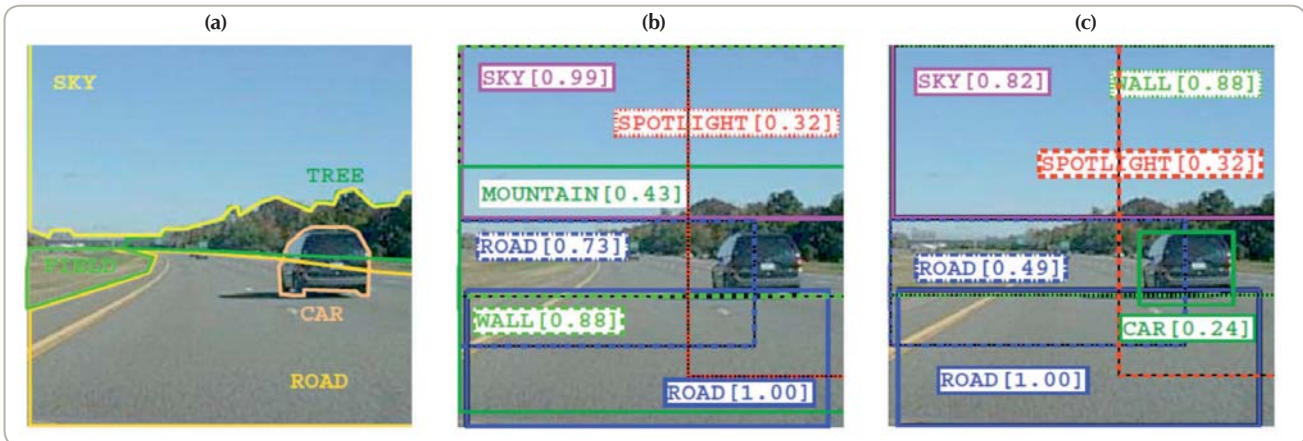 (a)
(b)
(c)
SKY
TREE
FIELD
CAR
ROAD
SKY[0.99]
SPOTLIGHT[0.32]
MOUNTAIN[0.43]
ROAD[0.73]
WALL[0.88]
ROAD[1.00]
SKY[0.82]
WALL[0.88]
SPOTLIGHT[0.32]
ROAD[0.49]
CAR[0.24]
ROAD[1.00]